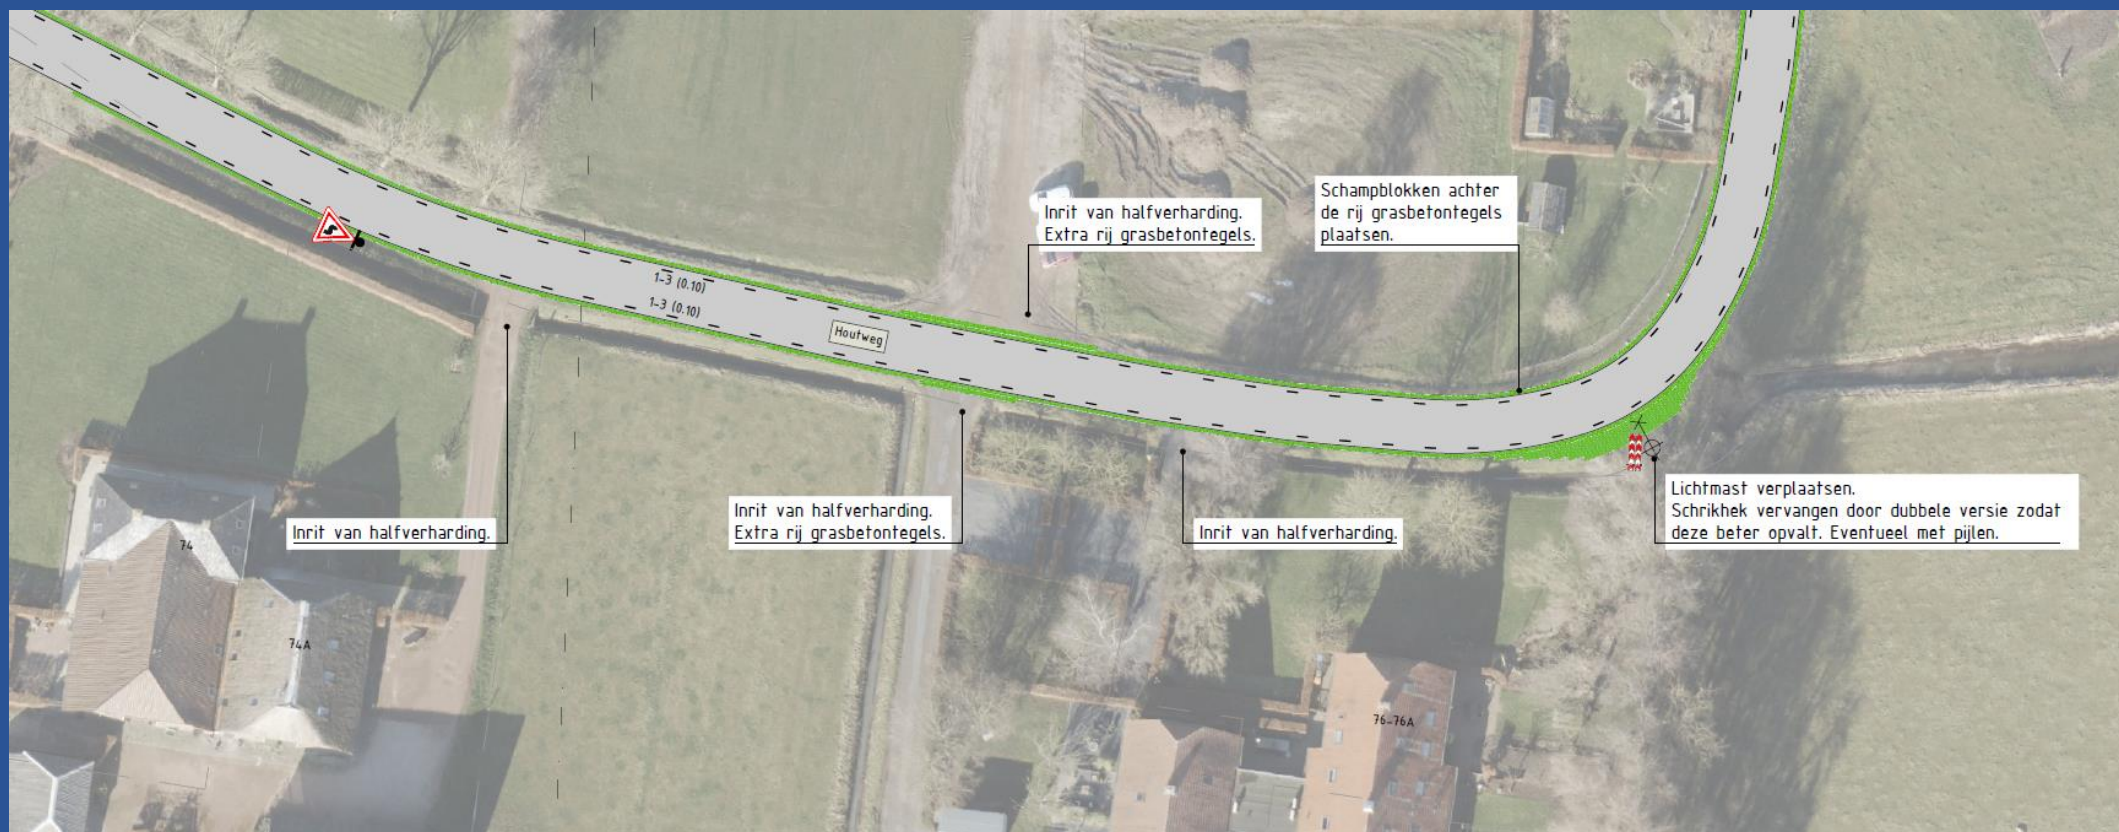 Schampblokken achter
de rij grasbetontegels
plaatsen.
Inrit van halfverharding.
Extra rij grasbetontegels.
1-3 (0.10)
1-3 (0.10)
Houtweg
Lichtmast verplaatsen.
Schrikhek vervangen door dubbele versie zodat
deze beter opvalt. Eventueel met pijlen.
Inrit van halfverharding.
Inrit van halfverharding.
Extra rij grasbetontegels.
Inrit van halfverharding.
74
74A
76-76A